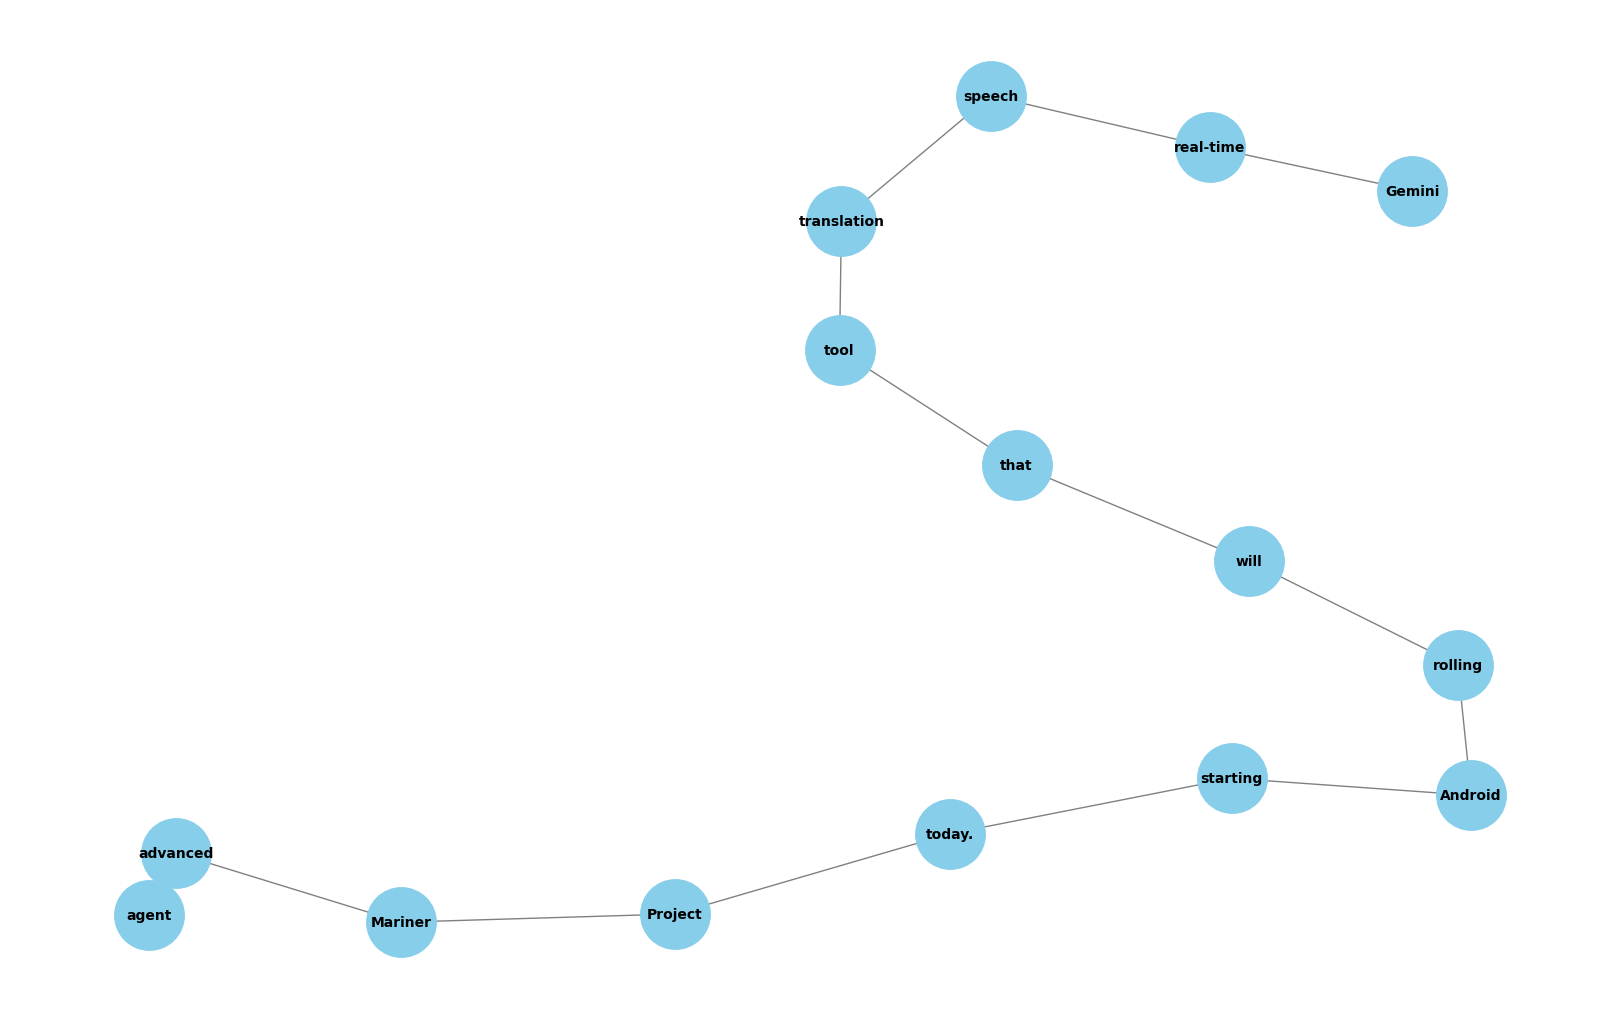 Gemini
real-time
speech
translation
tool
that
will
rolling
Android
starting
today.
Project
Mariner
advanced
agent